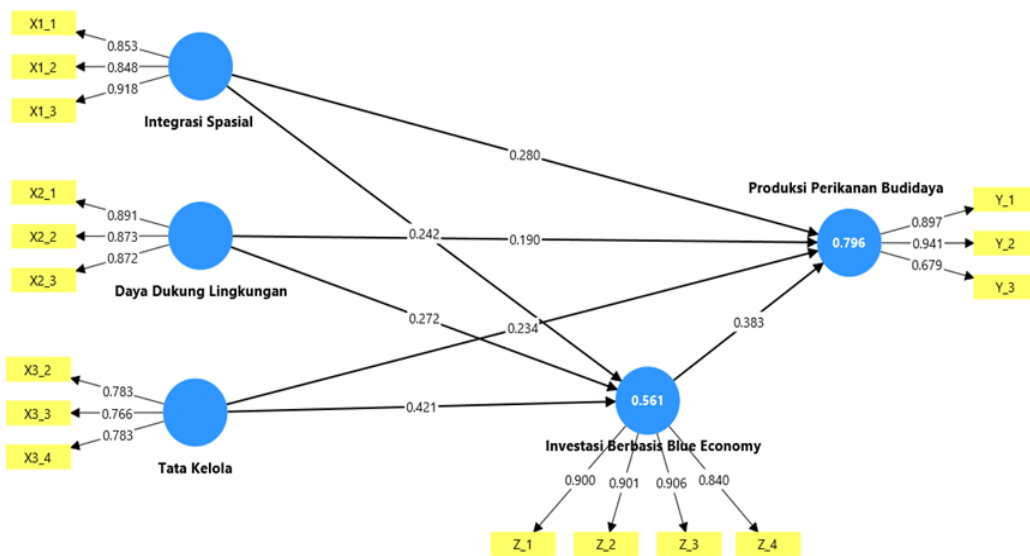 X1_1
0.853
X1_2
0.848
X1_3
0.918
Integrasi Spasial
X2_1
0.891
X2_2
0.873
X2_3
0.872
Daya Dukung Lingkungan
X3_2
0.783
X3_3
0.766
X3_4
0.783
Tata Kelola
0.280
0.242
0.190
0.272
0.234
0.421
0.383
Produksi Perikanan Budidaya
0.796
0.897
Y_1
0.941
Y_2
0.679
Y_3
0.561
Investasi Berbasis Blue Economy
0.900
0.901
0.906
0.840
Z_1
Z_2
Z_3
Z_4